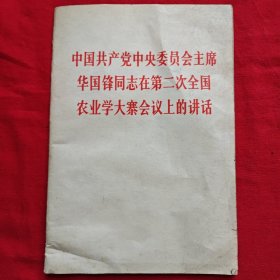 中国共产党中央委员会主席
华国锋同志在第二次全国
农业学大寨会议上的讲话